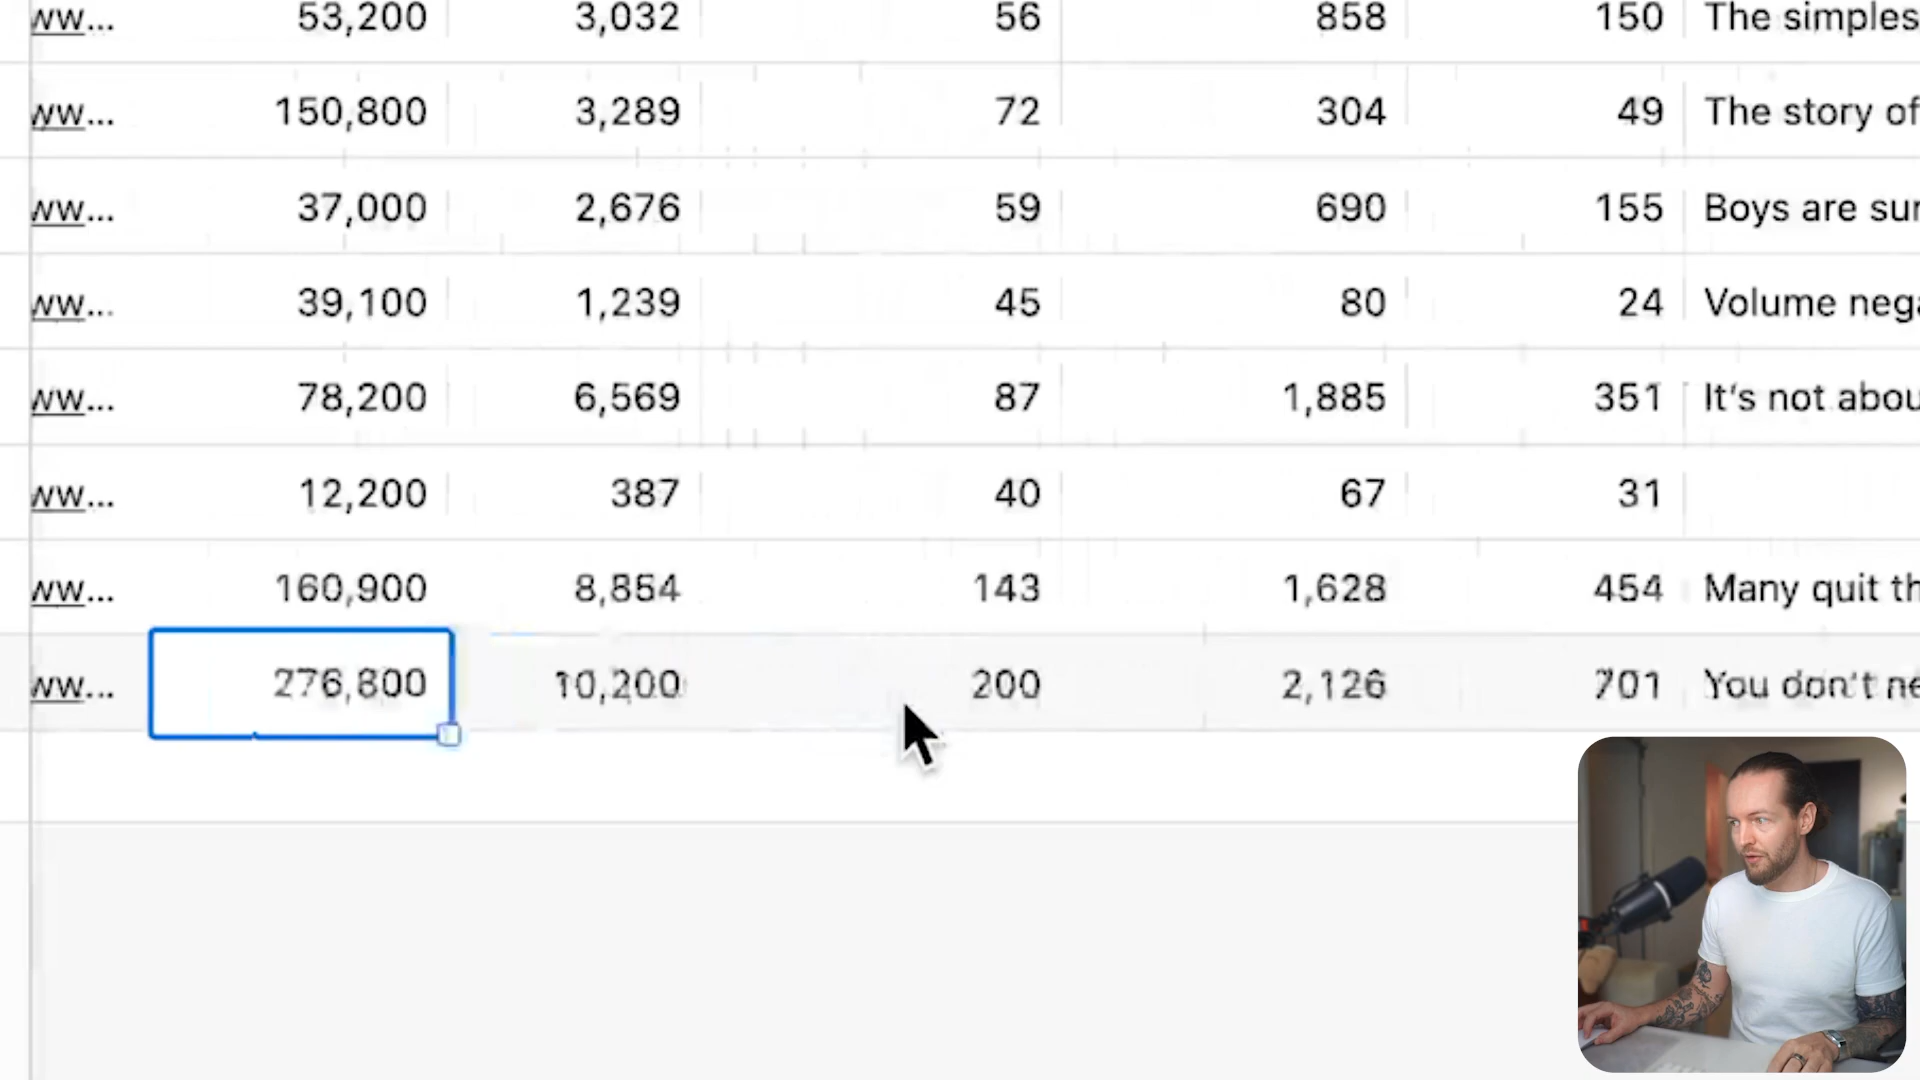 ww... 53,200 3,032 56 858 150 The simples
ww... 150,800 3,289 72 304 49 The story of
ww... 37,000 2,676 59 690 155 Boys are sur
ww... 39,100 1,239 45 80 24 Volume nega
ww... 78,200 6,569 87 1,885 351 It's not abou
ww... 12,200 387 40 67 31
ww... 160,900 8,854 143 1,628 454 Many quit th
ww... 276,800 10,200 200 2,126 701 You don't ne